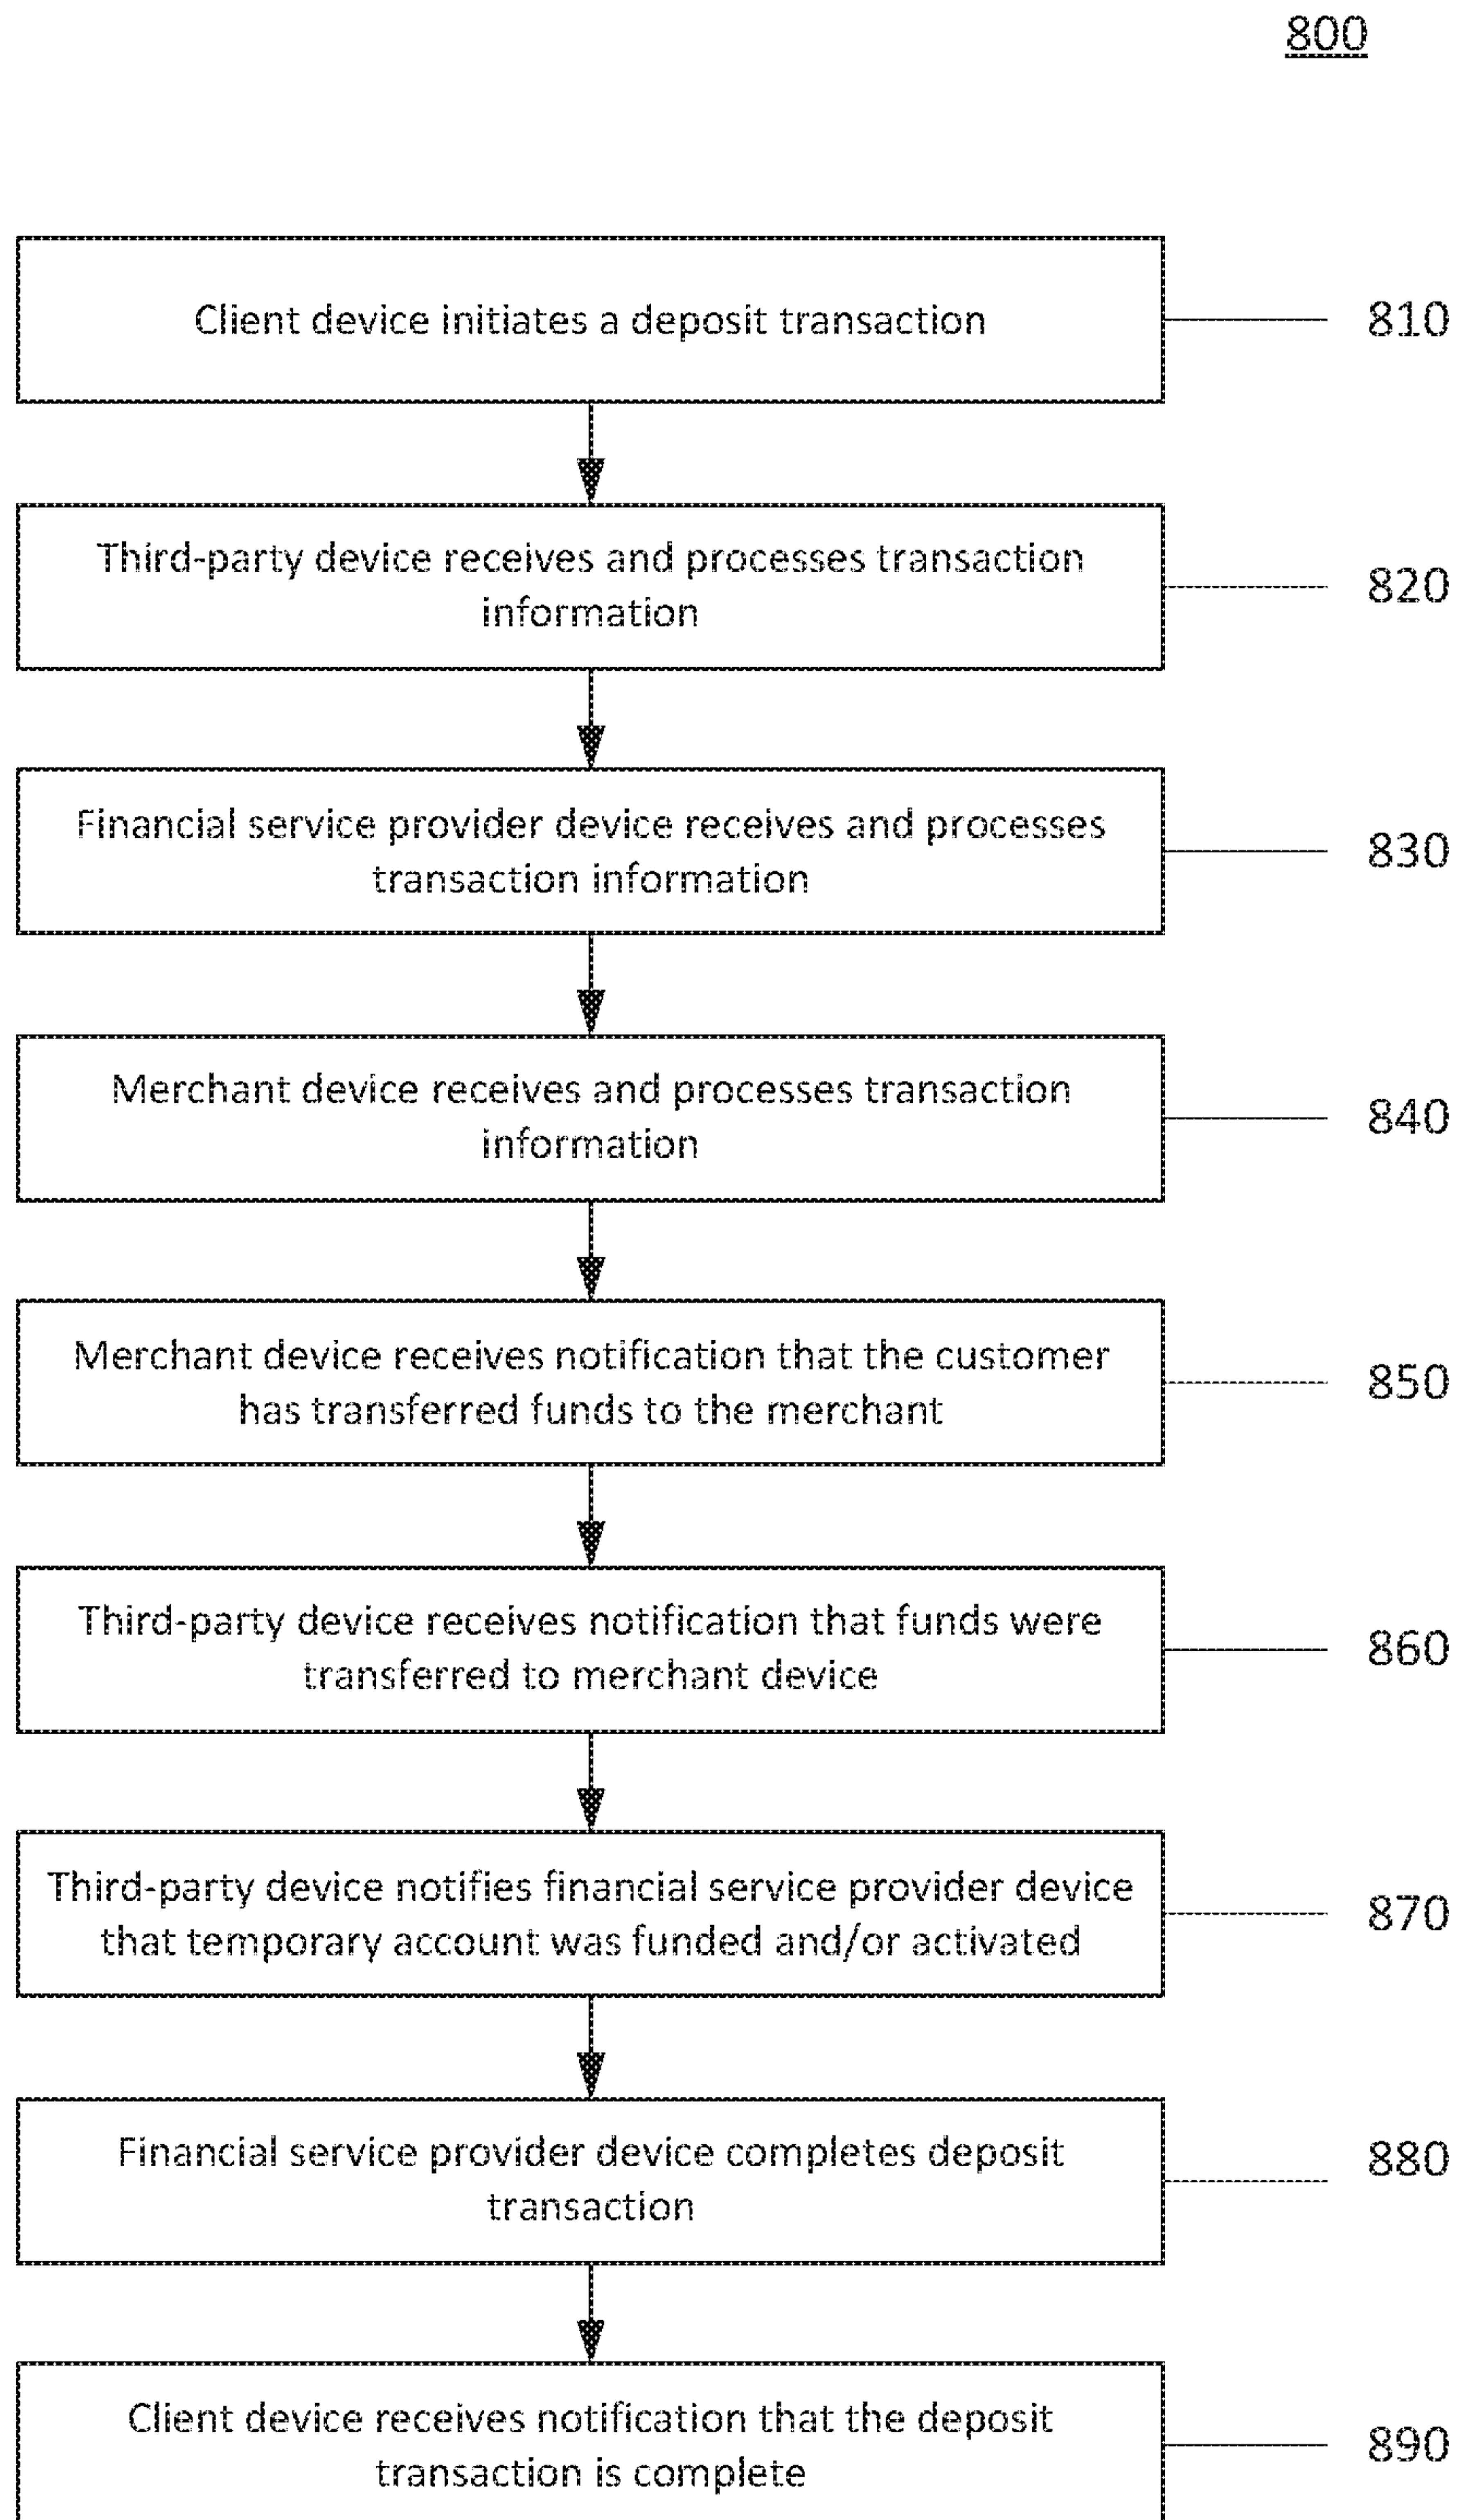 800
Client device initiates a deposit transaction
810
Third-party device receives and processes transaction
information
820
Financial service provider device receives and processes
transaction information
830
Merchant device receives and processes transaction
information
840
Merchant device receives notification that the customer
has transferred funds to the merchant
850
Third-party device receives notification that funds were
transferred to merchant device
860
Third-party device notifies financial service provider device
that temporary account was funded and/or activated
870
Financial service provider device completes deposit
transaction
880
Client device receives notification that the deposit
transaction is complete
890